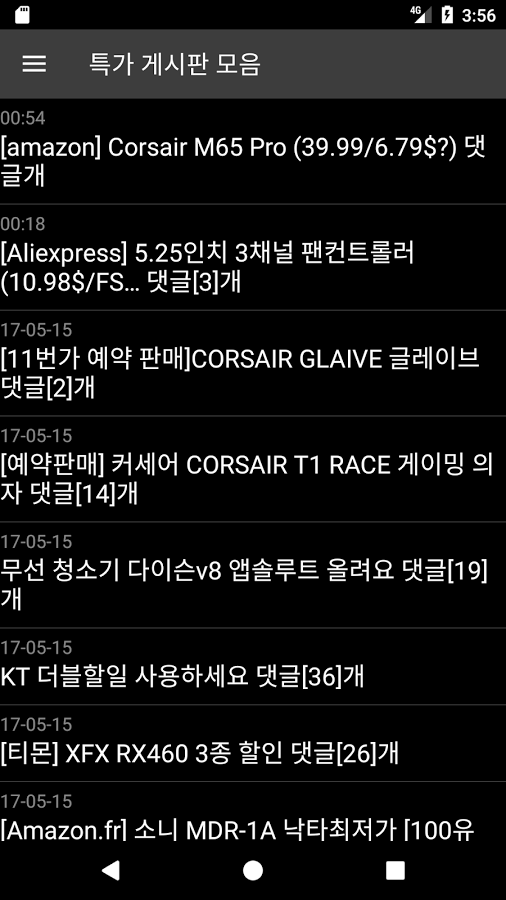 4G 3:56
특가 게시판 모음
00:54
[amazon] Corsair M65 Pro (39.99/6.79$?) 댓
글개
00:18
[Aliexpress] 5.25인치 3채널 팬컨트롤러
(10.98$/FS... 댓글[3]개
17-05-15
[11번가 예약 판매]CORSAIR GLAIVE 글레이브
댓글[2]개
17-05-15
[예약판매] 커세어 CORSAIR T1 RACE 게이밍 의
자 댓글[14]개
17-05-15
무선 청소기 다이슨v8 앱솔루트 올려요 댓글[19]
개
17-05-15
KT 더블할일 사용하세요 댓글[36]개
17-05-15
[티몬] XFX RX460 3종 할인 댓글[26]개
17-05-15
[Amazon.fr] 소니 MDR-1A 낙타최저가 [100유